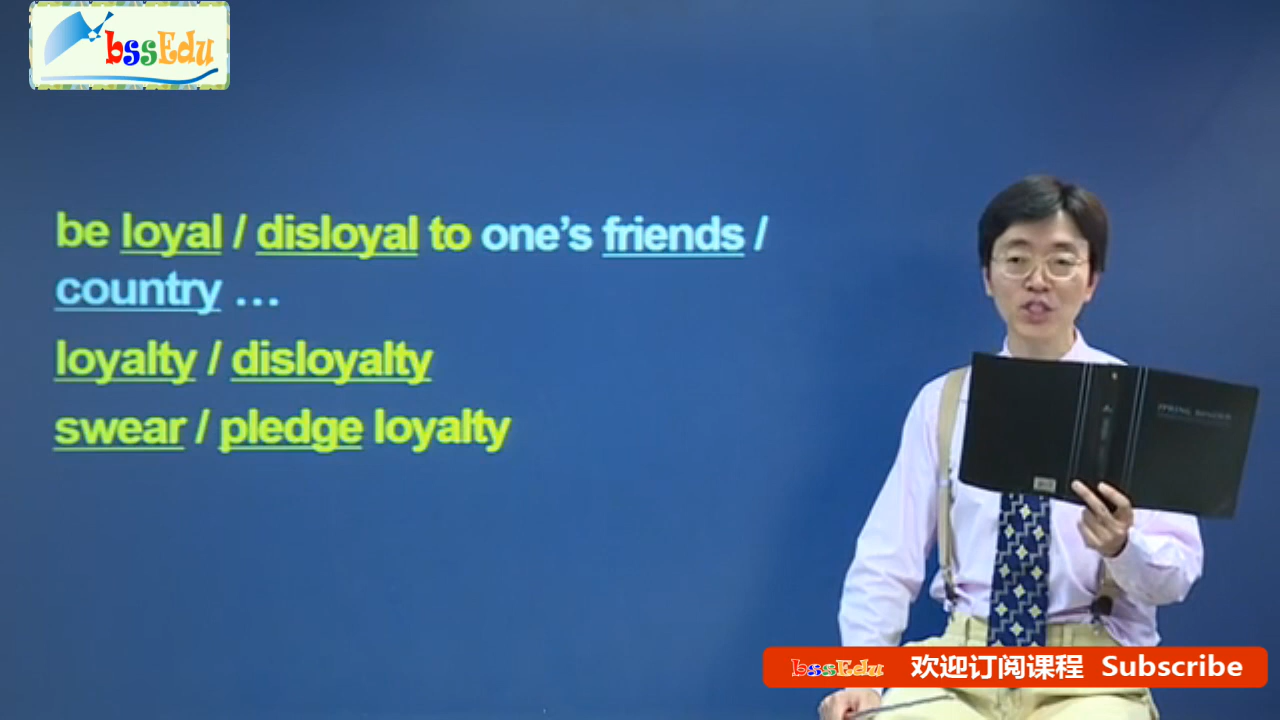 bssEdu
be loyal / disloyal to one’s friends /
country …
loyalty / disloyalty
swear / pledge loyalty
bssEdu 欢迎订阅课程 Subscribe